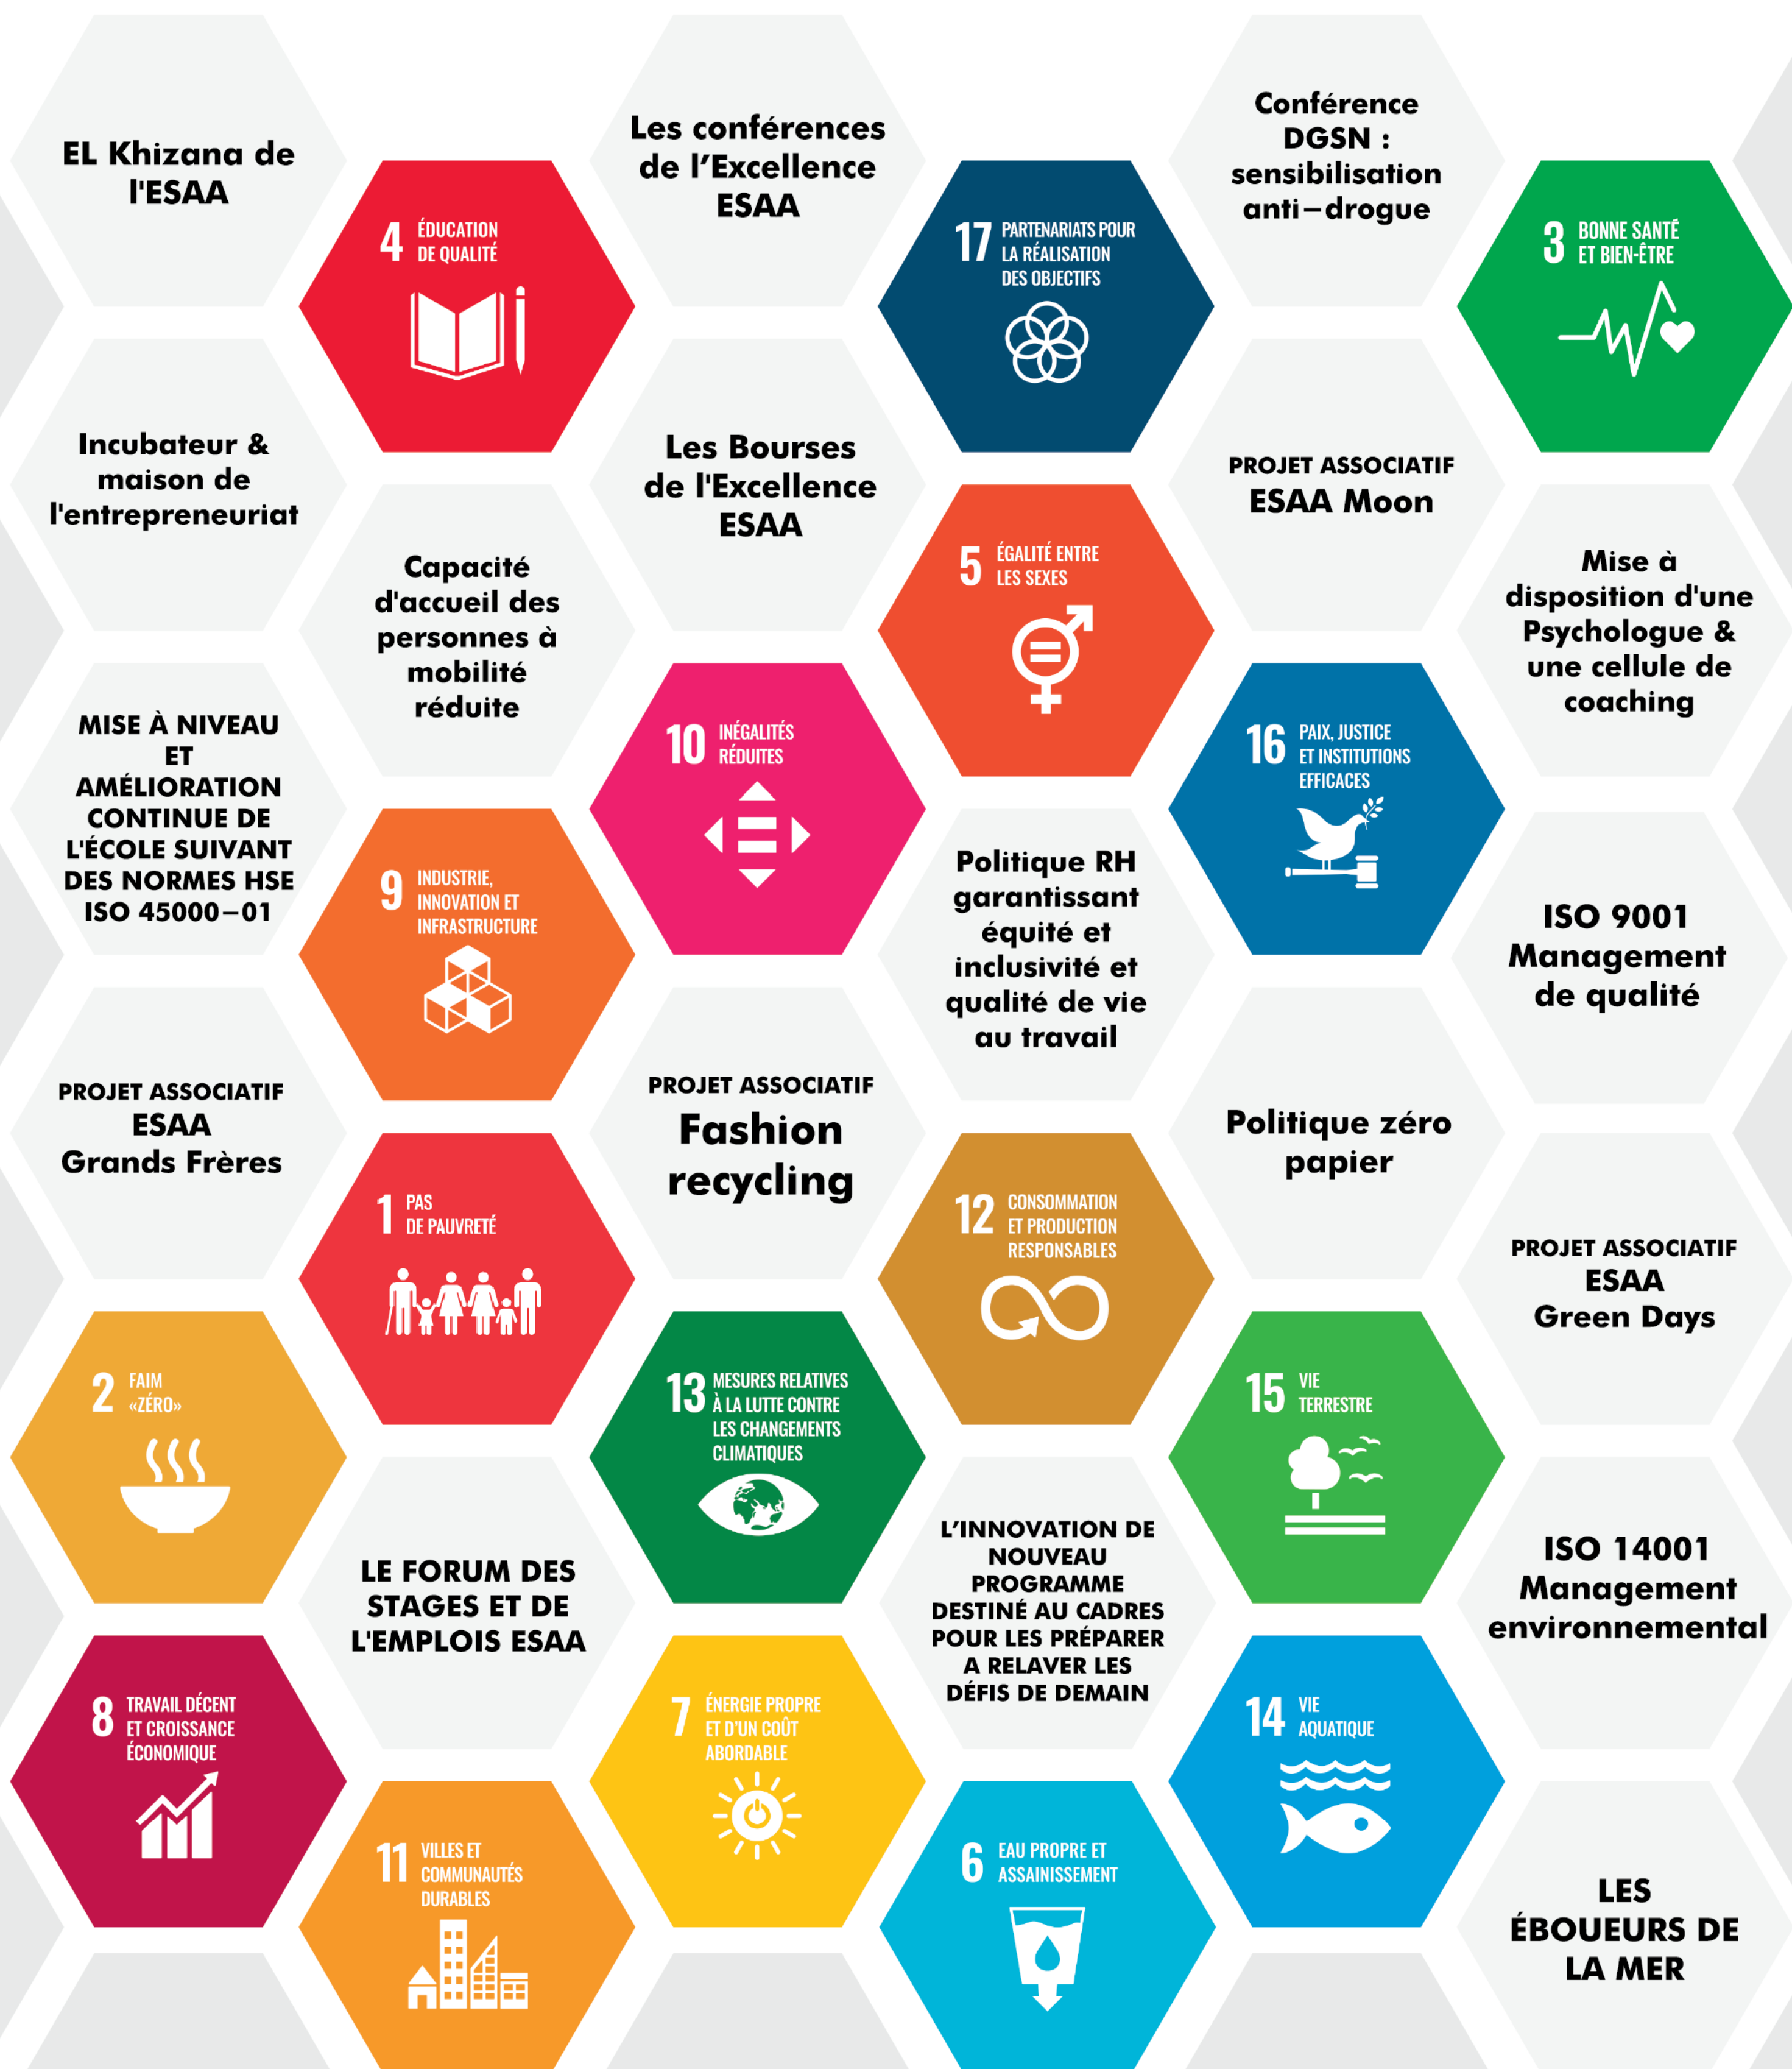 EL Khizana de
l'ESAA
4 ÉDUCATION
DE QUALITÉ
Les conférences
de l'Excellence
ESAA
17 PARTENARIATS POUR
LA RÉALISATION
DES OBJECTIFS
Conférence
DGSN :
sensibilisation
anti-drogue
3 BONNE SANTÉ
ET BIEN-ÊTRE
Incubateur &
maison de
l'entrepreneuriat
Capacité
d'accueil des
personnes à
mobilité
réduite
Les Bourses
de l'Excellence
ESAA
5 ÉGALITÉ ENTRE
LES SEXES
PROJET ASSOCIATIF
ESAA Moon
Mise à
disposition d'une
Psychologue &
une cellule de
coaching
MISE À NIVEAU
ET
AMÉLIORATION
CONTINUE DE
L'ÉCOLE SUIVANT
DES NORMES HSE
ISO 45000-01
9 INDUSTRIE,
INNOVATION ET
INFRASTRUCTURE
10 INÉGALITÉS
RÉDUITES
Politique RH
garantissant
équité et
inclusivité et
qualité de vie
au travail
16 PAIX, JUSTICE
ET INSTITUTIONS
EFFICACES
ISO 9001
Management
de qualité
PROJET ASSOCIATIF
ESAA
Grands Frères
1 PAS
DE PAUVRETÉ
PROJET ASSOCIATIF
Fashion
recycling
12 CONSOMMATION
ET PRODUCTION
RESPONSABLES
Politique zéro
papier
PROJET ASSOCIATIF
ESAA
Green Days
2 FAIM
«ZÉRO»
LE FORUM DES
STAGES ET DE
L'EMPLOIS ESAA
13 MESURES RELATIVES
À LA LUTTE CONTRE
LES CHANGEMENTS
CLIMATIQUES
L'INNOVATION DE
NOUVEAU
PROGRAMME
DESTINÉ AU CADRES
POUR LES PRÉPARER
A RELAVER LES
DÉFIS DE DEMAIN
15 VIE
TERRESTRE
ISO 14001
Management
environnemental
8 TRAVAIL DÉCENT
ET CROISSANCE
ÉCONOMIQUE
11 VILLES ET
COMMUNAUTÉS
DURABLES
7 ÉNERGIE PROPRE
ET D'UN COÛT
ABORDABLE
6 EAU PROPRE ET
ASSAINISSEMENT
14 VIE
AQUATIQUE
LES
ÉBOUEURS DE
LA MER